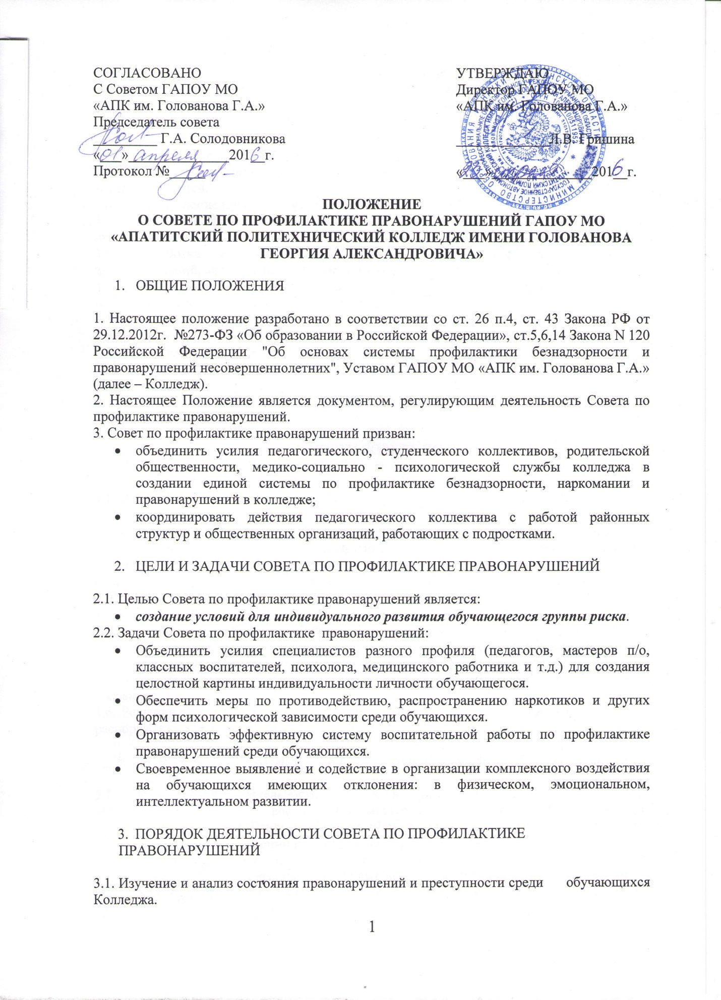 СОГЛАСОВАНО
С Советом ГАПОУ МО
«АПК им. Голованова Г.А.»
Председатель совета
_________ Г.А. Солодовникова
«01» апреля 2016 г.
Протокол №_____
УТВЕРЖДАЮ
Директор ГАПОУ МО
«АПК им. Голованова Г.А.»
_____________Л.В. Гришина
«___»______________2016 г.
ПОЛОЖЕНИЕ
О СОВЕТЕ ПО ПРОФИЛАКТИКЕ ПРАВОНАРУШЕНИЙ ГАПОУ МО
«АПАТИТСКИЙ ПОЛИТЕХНИЧЕСКИЙ КОЛЛЕДЖ ИМЕНИ ГОЛОВАНОВА
ГЕОРГИЯ АЛЕКСАНДРОВИЧА»
1. ОБЩИЕ ПОЛОЖЕНИЯ
1. Настоящее положение разработано в соответствии со ст. 26 п.4, ст. 43 Закона РФ от
29.12.2012г. №273-ФЗ «Об образовании в Российской Федерации», ст.5,6,14 Закона N 120
Российской Федерации "Об основах системы профилактики безнадзорности и
правонарушений несовершеннолетних", Уставом ГАПОУ МО «АПК им. Голованова Г.А.»
(далее – Колледж).
2. Настоящее Положение является документом, регулирующим деятельность Совета по
профилактике правонарушений.
3. Совет по профилактике правонарушений призван:
• объединить усилия педагогического, студенческого коллективов, родительской
общественности, медико-социально - психологической службы колледжа в
создании единой системы по профилактике безнадзорности, наркомании и
правонарушений в колледже;
• координировать действия педагогического коллектива с работой районных
структур и общественных организаций, работающих с подростками.
2. ЦЕЛИ И ЗАДАЧИ СОВЕТА ПО ПРОФИЛАКТИКЕ ПРАВОНАРУШЕНИЙ
2.1. Целью Совета по профилактике правонарушений является:
• создание условий для индивидуального развития обучающегося группы риска.
2.2. Задачи Совета по профилактике правонарушений:
• Объединить усилия специалистов разного профиля (педагогов, мастеров п/о,
классных воспитателей, психолога, медицинского работника и т.д.) для создания
целостной картины индивидуальности личности обучающегося.
• Обеспечить меры по противодействию, распространению наркотиков и других
форм психологической зависимости среди обучающихся.
• Организовать эффективную систему воспитательной работы по профилактике
правонарушений среди обучающихся.
• Своевременное выявление и содействие в организации комплексного воздействия
на обучающихся имеющих отклонения: в физическом, эмоциональном,
интеллектуальном развитии.
3. ПОРЯДОК ДЕЯТЕЛЬНОСТИ СОВЕТА ПО ПРОФИЛАКТИКЕ
ПРАВОНАРУШЕНИЙ
3.1. Изучение и анализ состояния правонарушений и преступности среди обучающихся
Колледжа.
1